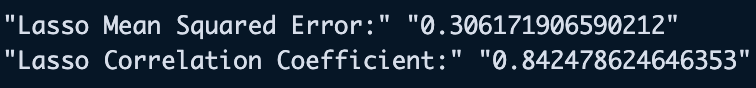 "Lasso Mean Squared Error:" "0.306171906590212"
"Lasso Correlation Coefficient:" "0.842478624646353"